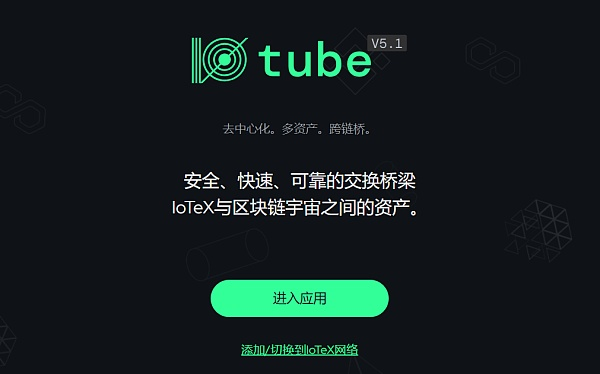 tube V5.1
去中心化。多资产。跨链桥。
安全、快速、可靠的交换桥梁
IoTeX与区块链宇宙之间的资产。
进入应用
添加/切换到IoTeX网络